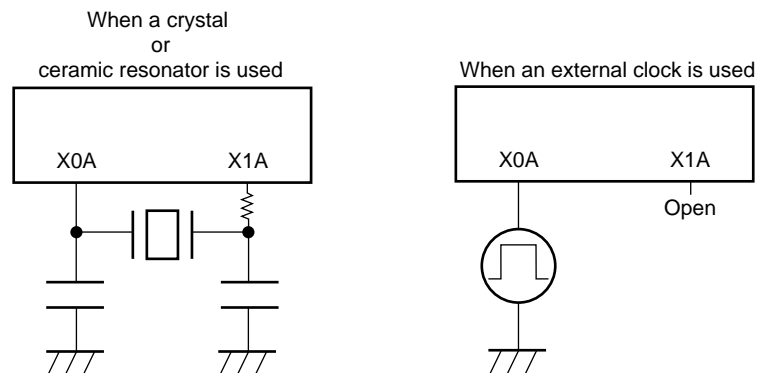 When a crystal
or
ceramic resonator is used
X0A
X1A
When an external clock is used
X0A
X1A
Open